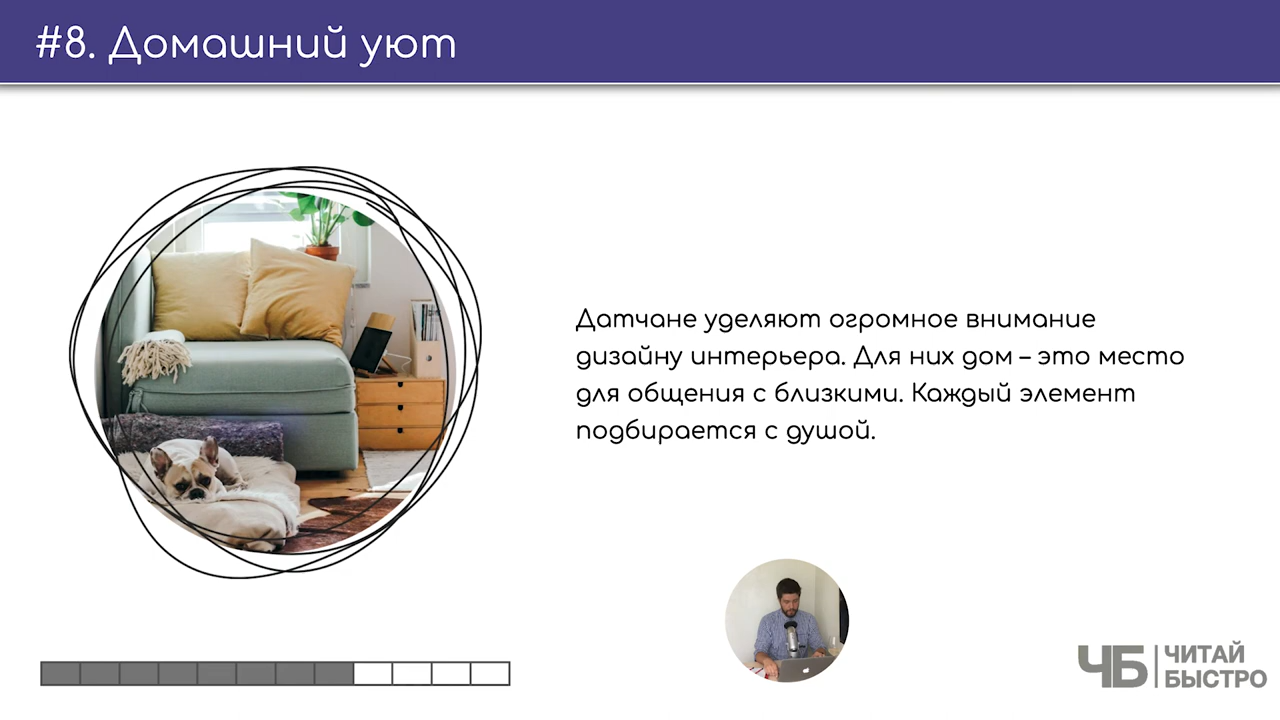 #8. Домашний уют
Датчане уделяют огромное внимание
дизайну интерьера. Для них дом – это место
для общения с близкими. Каждый элемент
подбирается с душой.
ЧБ
ЧИТАЙ
БЫСТРО